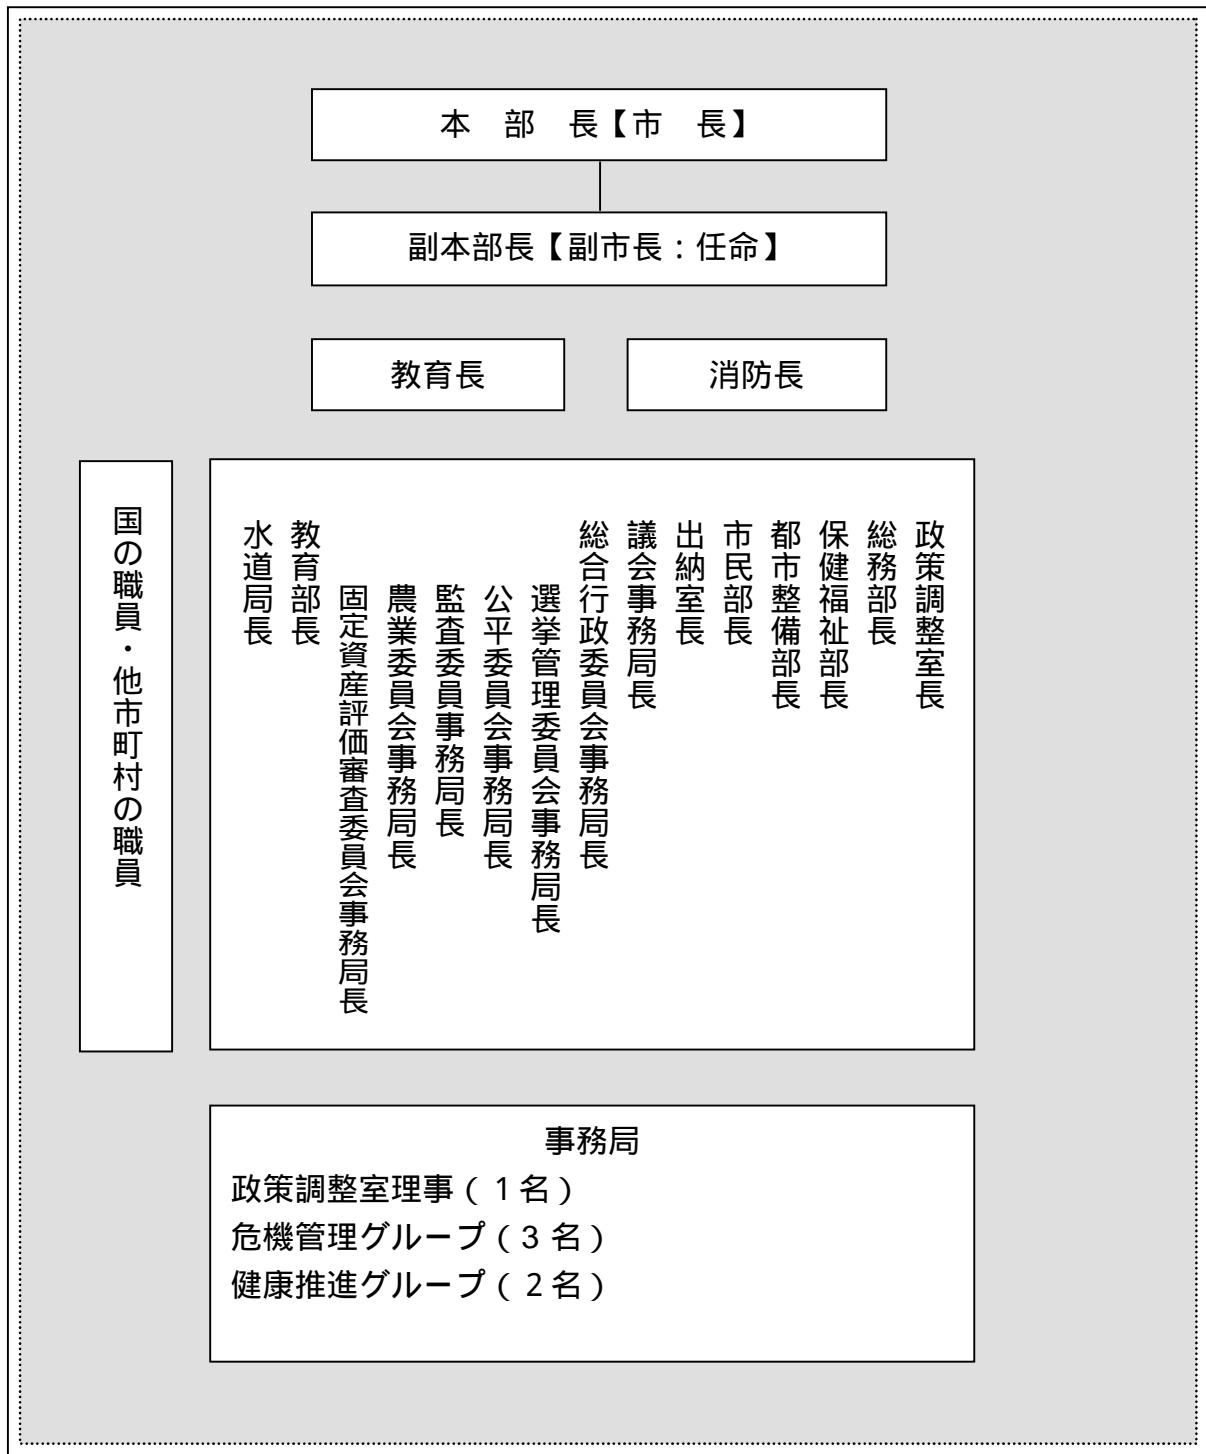 本　部　長【市　長】
副本部長【副市長：任命】
教育長
消防長
政策調整室長
総務部長
保健福祉部長
都市整備部長
市民部長
出納室長
議会事務局長
総合行政委員会事務局長
選挙管理委員会事務局長
公平委員会事務局長
監査委員事務局長
農業委員会事務局長
固定資産評価審査委員会事務局長
教育部長
水道局長
国の職員・他市町村の職員
事務局
政策調整室理事（１名）
危機管理グループ（３名）
健康推進グループ（２名）